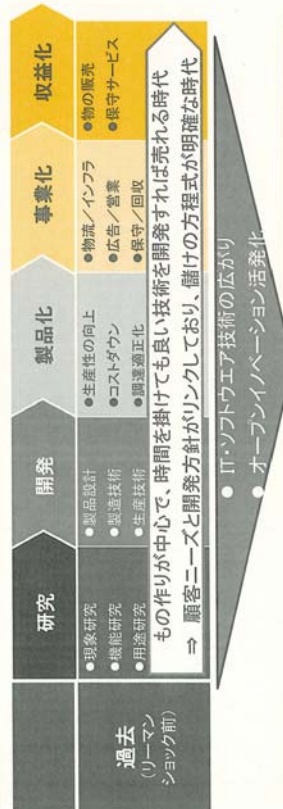 研究
開発
製品化
事業化
収益化
過去
(リーマン
ショック前)
●現象研究
●機能研究
●用途研究
●製品設計
●製造技術
●生産技術
●生産性の向上
●コストダウン
●調達適正化
●物流/インフラ
●広告/営業
●保守/回収
●物の販売
●保守サービス
もの作りが中心で、時間を掛けても良い技術を開発すれば売れる時代
⇒ 顧客ニーズと開発方針がリンクしており、儲けの方程式が明確な時代
● IT・ソフトウエア技術の広がり
● オープンイノベーション活発化